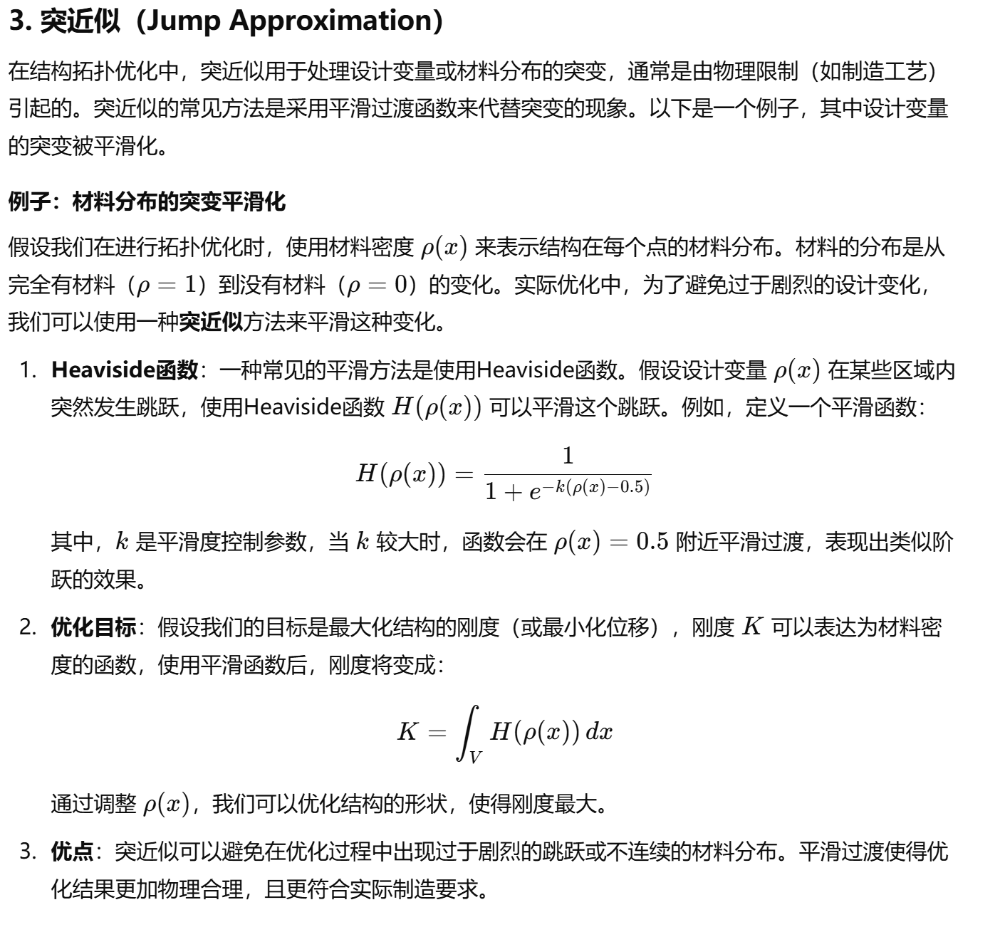 3. 突近似（Jump Approximation）
在结构拓扑优化中，突近似用于处理设计变量或材料分布的突变，通常是由物理限制（如制造工艺）
引起的。突近似的常见方法是采用平滑过渡函数来代替突变的现象。以下是一个例子，其中设计变量
的突变被平滑化。
例子：材料分布的突变平滑化
假设我们在进行拓扑优化时，使用材料密度 ρ(x) 来表示结构在每个点的材料分布。材料的分布是从
完全有材料（ρ = 1）到没有材料（ρ = 0）的变化。实际优化中，为了避免过于剧烈的设计变化，
我们可以使用一种突近似方法来平滑这种变化。
1. Heaviside函数：一种常见的平滑方法是使用Heaviside函数。假设设计变量 ρ(x) 在某些区域内
突然发生跳跃，使用Heaviside函数 H(ρ(x)) 可以平滑这个跳跃。例如，定义一个平滑函数：
H(ρ(x)) = \frac{1}{1 + e^{-k(ρ(x)-0.5)}}
其中，k 是平滑度控制参数，当 k 较大时，函数会在 ρ(x) = 0.5 附近平滑过渡，表现出类似阶
跃的效果。
2. 优化目标：假设我们的目标是最大化结构的刚度（或最小化位移），刚度 K 可以表达为材料密
度的函数，使用平滑函数后，刚度将变成：
K = ∫_V H(ρ(x)) dx
通过调整 ρ(x)，我们可以优化结构的形状，使得刚度最大。
3. 优点：突近似可以避免在优化过程中出现过于剧烈的跳跃或不连续的材料分布。平滑过渡使得优
化结果更加物理合理，且更符合实际制造要求。